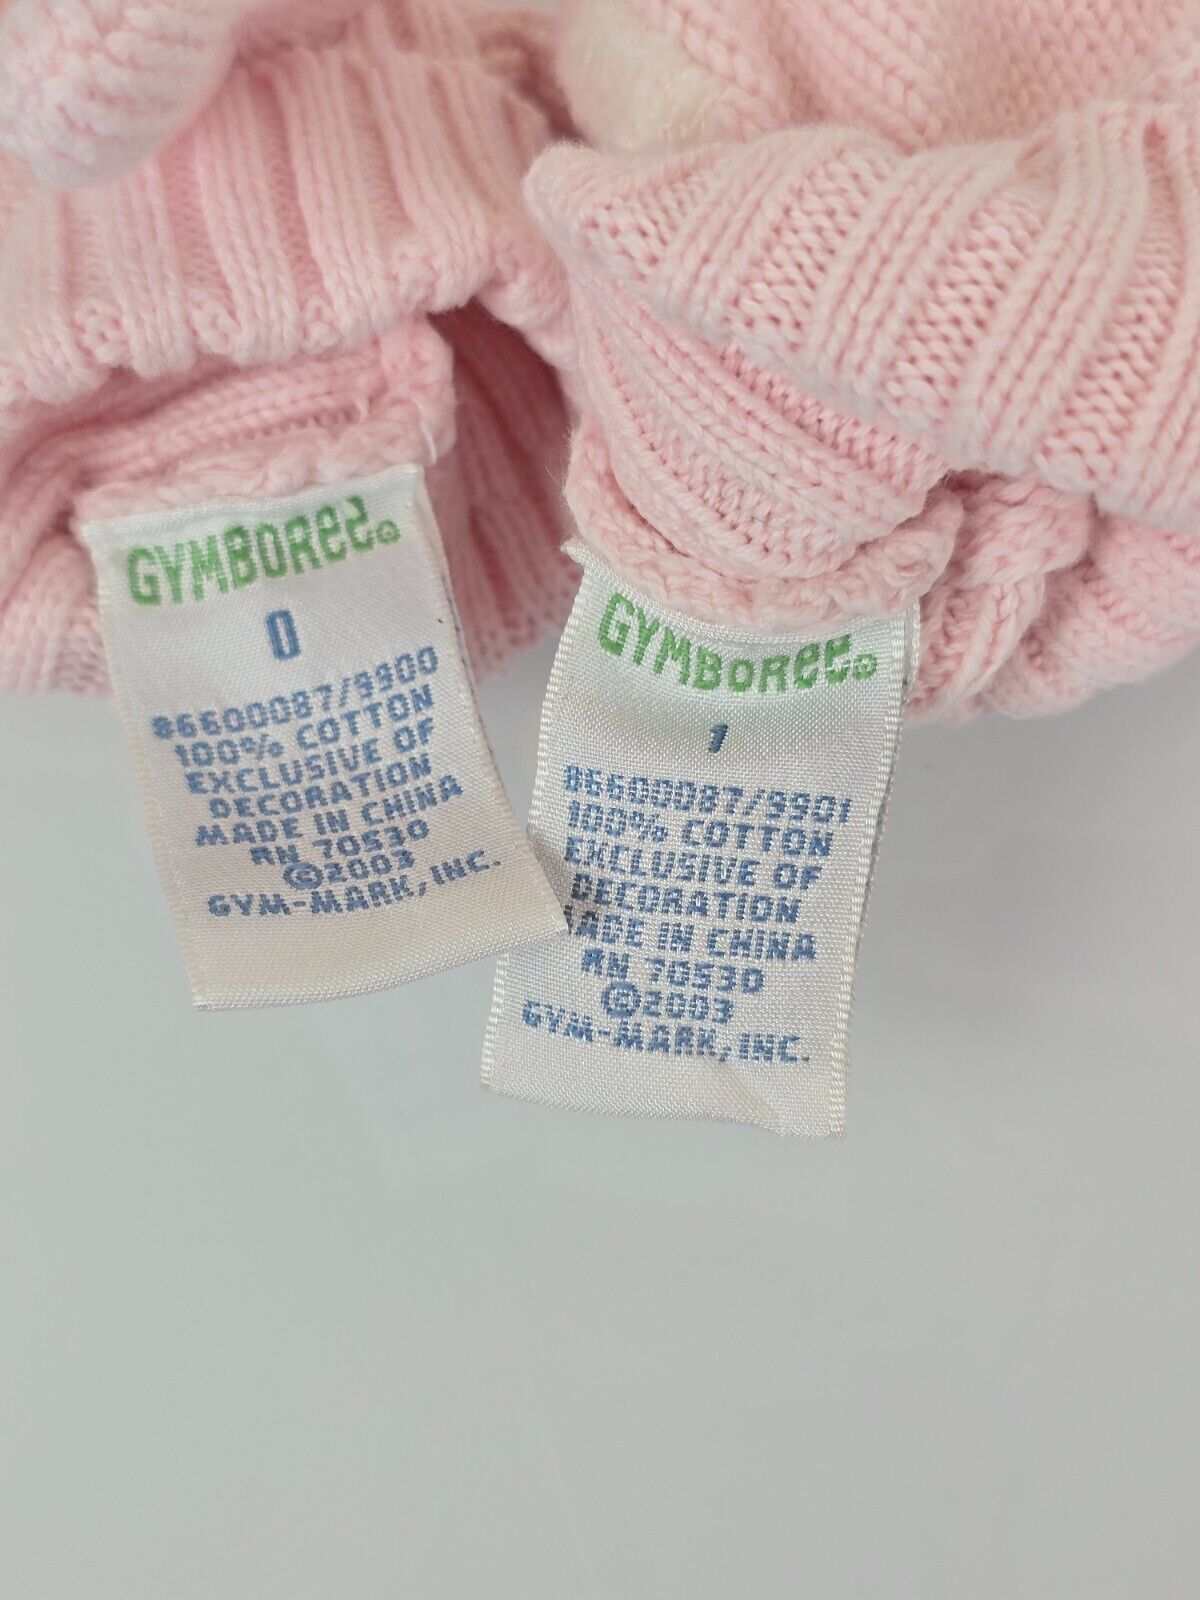 GYMBOREE®
0
86600087/9900
100% COTTON
EXCLUSIVE OF
DECORATION
MADE IN CHINA
RN 70530
©2003
GYM-MARK, INC.
GYMBOREE®
1
86600087/9901
100% COTTON
EXCLUSIVE OF
DECORATION
MADE IN CHINA
RN 70530
©2003
GYM-MARK, INC.